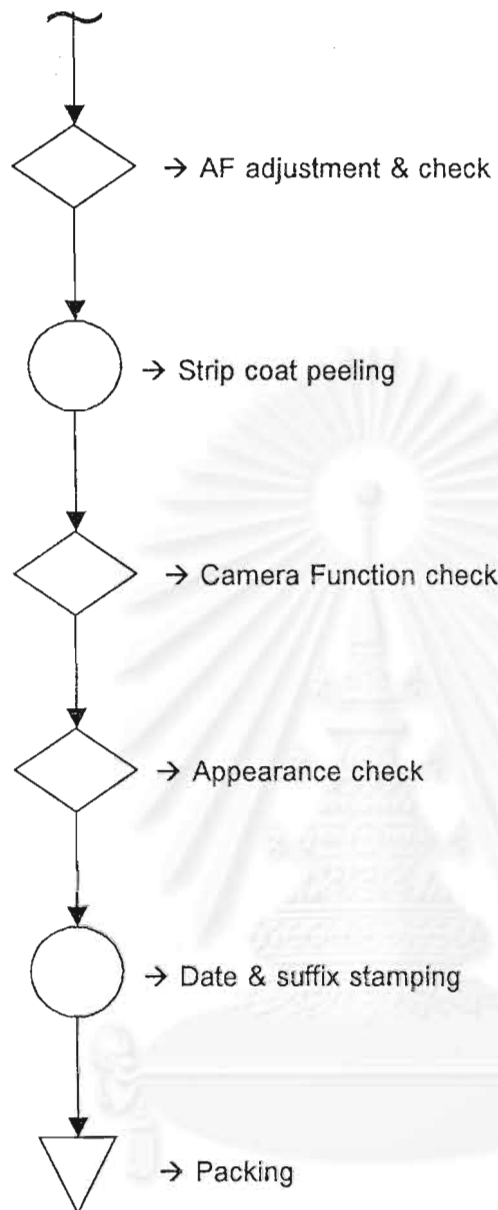 → AF adjustment & check
→ Strip coat peeling
→ Camera Function check
→ Appearance check
→ Date & suffix stamping
→ Packing